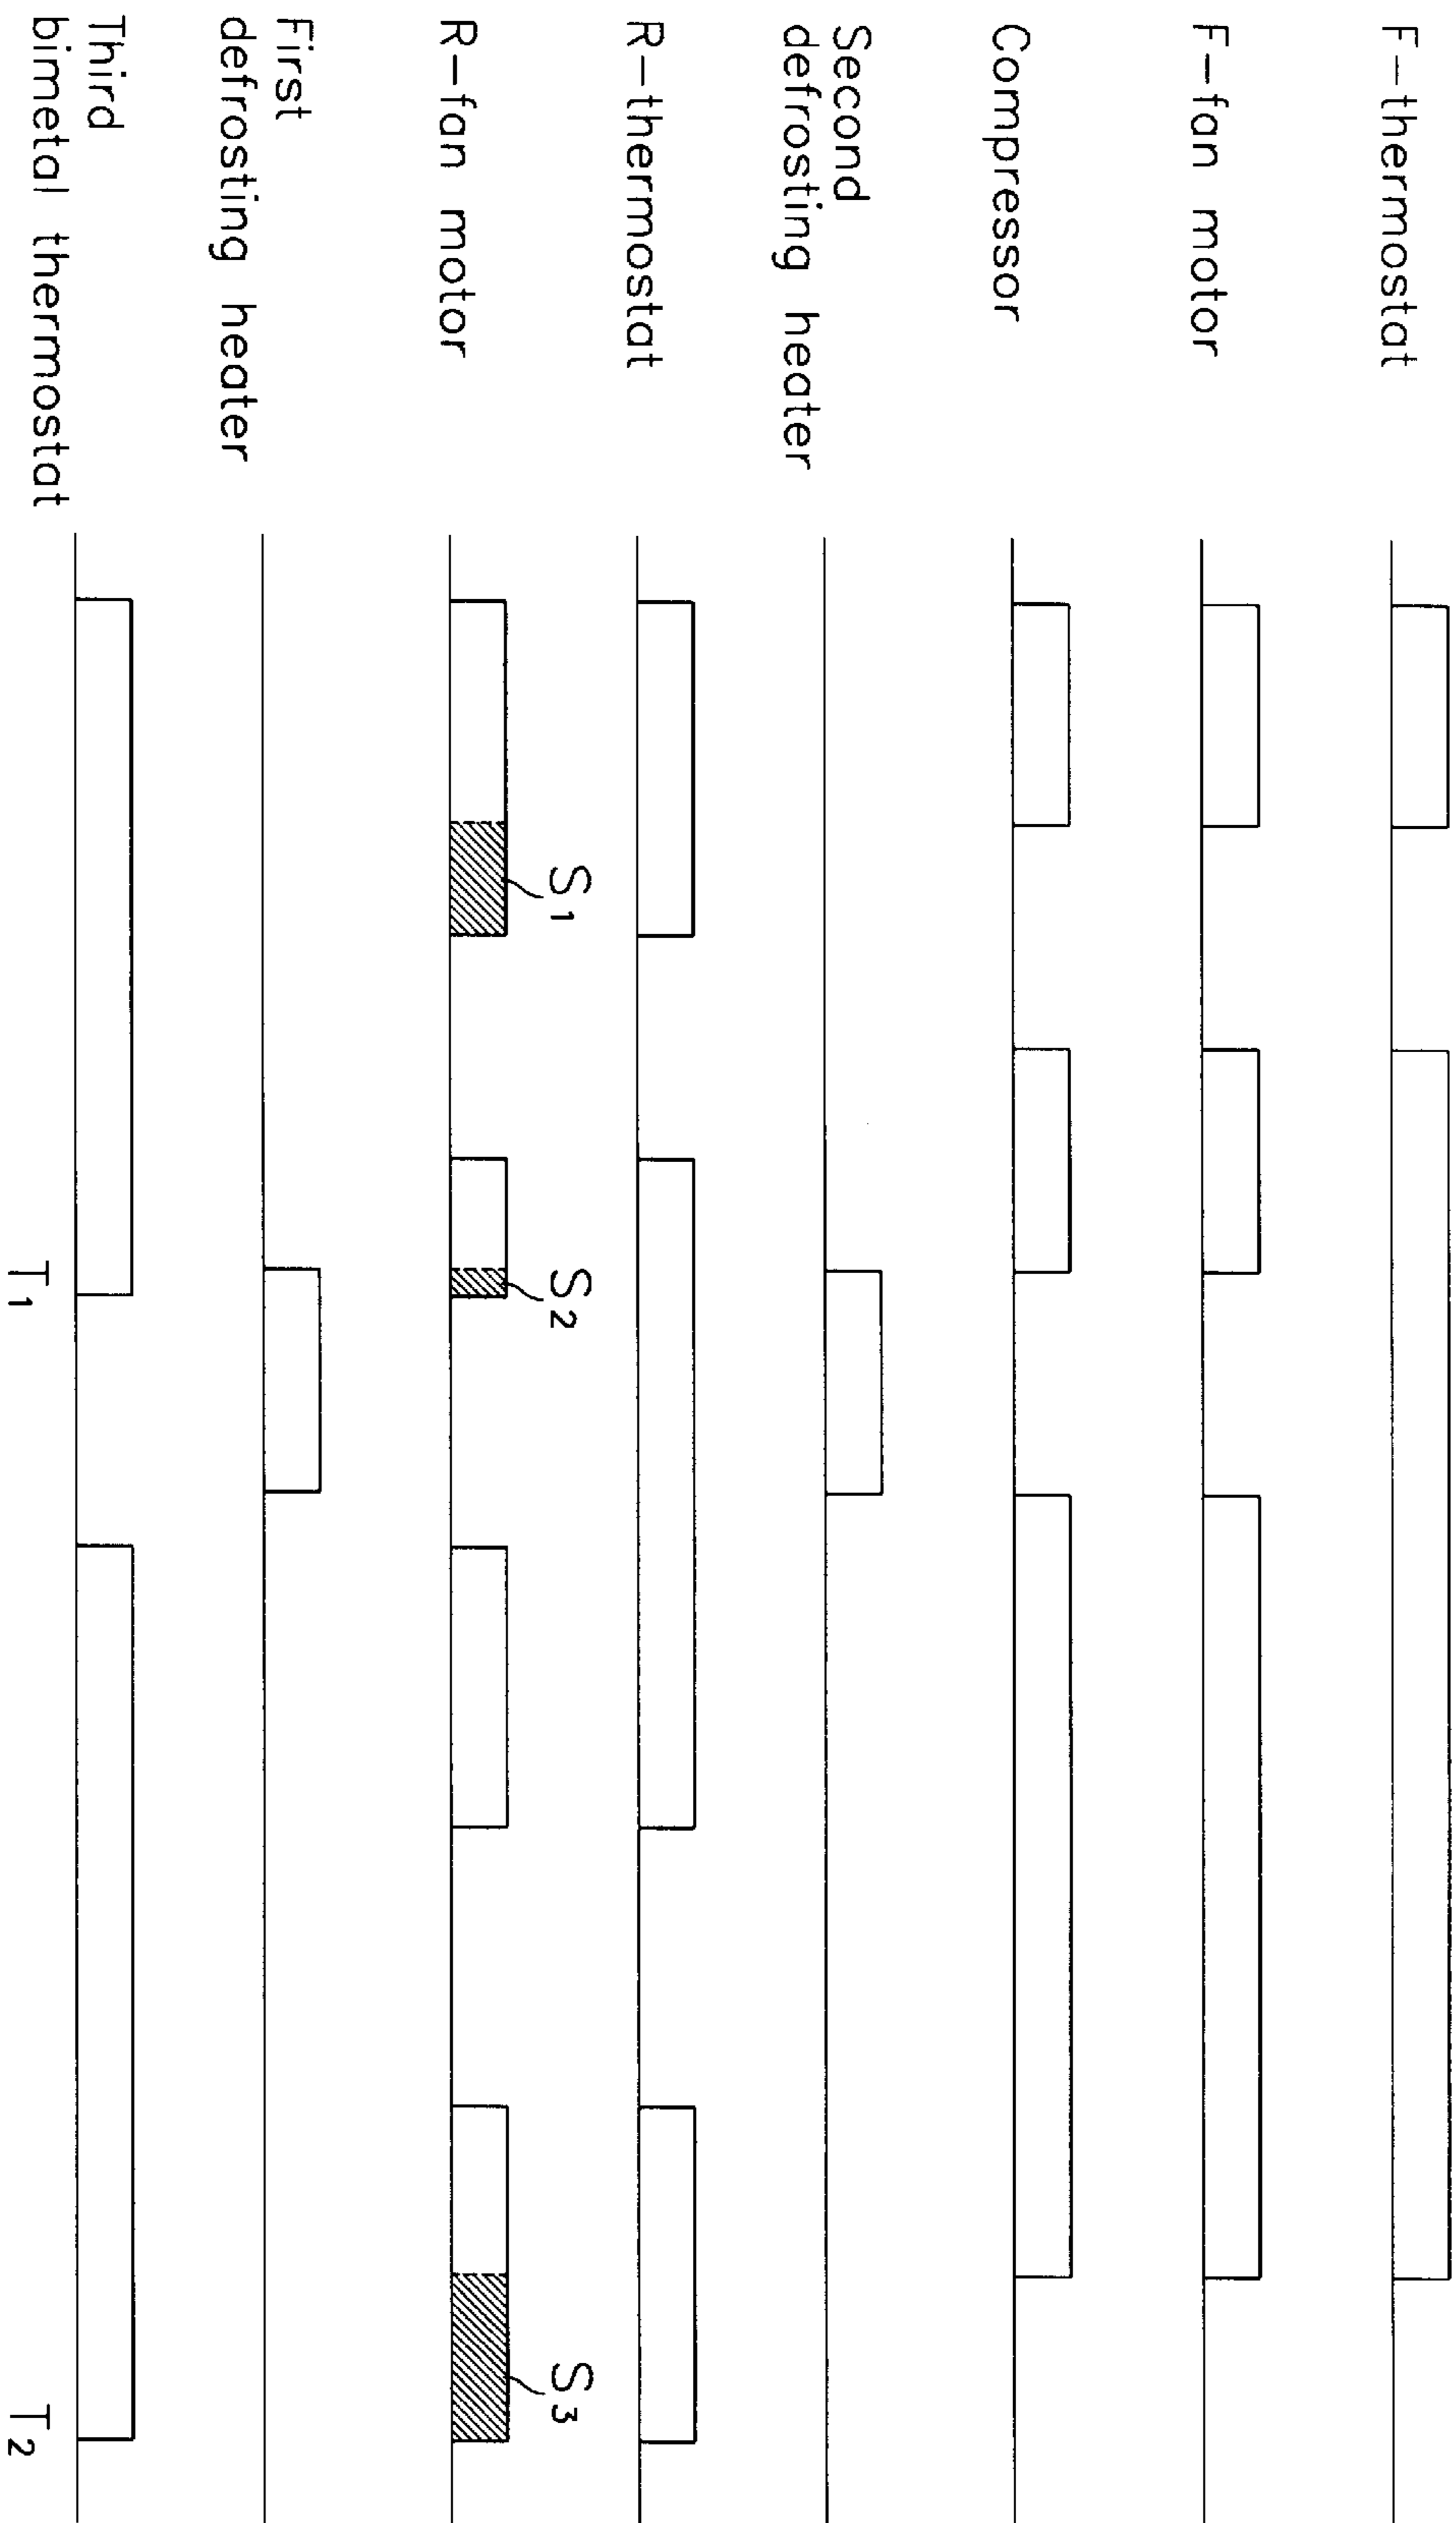 F-thermostat
F-fan motor
Compressor
Second
defrosting heater
R-thermostat
S1
S2
S3
R-fan motor
First
defrosting heater
Third
bimetal thermostat
T1
T2